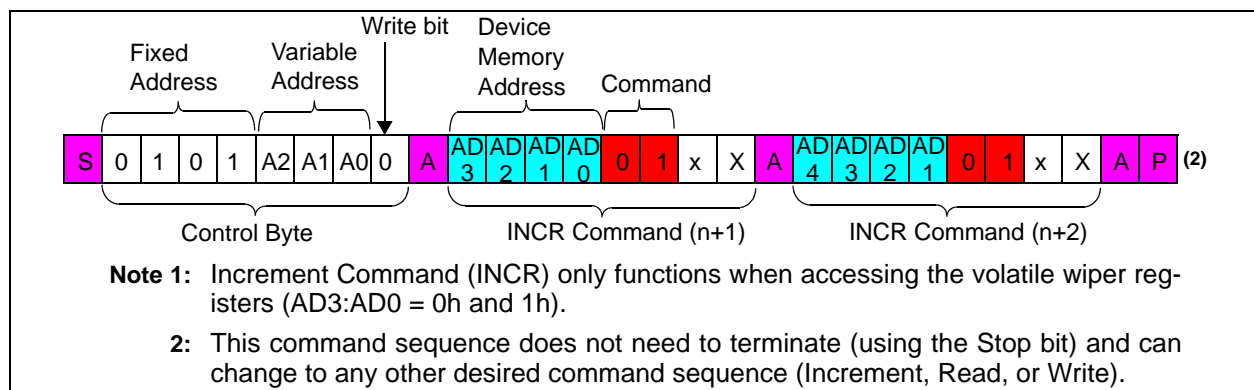 Write bit
Fixed Address
Variable Address
Device Memory Address
Command
S 0 1 0 1 A2 A1 A0 0 A AD3 AD2 AD1 AD0 0 1 x X A AD4 AD3 AD2 AD1 0 1 x X A P (2)
Control Byte
INCR Command (n+1)
INCR Command (n+2)
Note 1: Increment Command (INCR) only functions when accessing the volatile wiper reg-
isters (AD3:AD0 = 0h and 1h).
2: This command sequence does not need to terminate (using the Stop bit) and can
change to any other desired command sequence (Increment, Read, or Write).